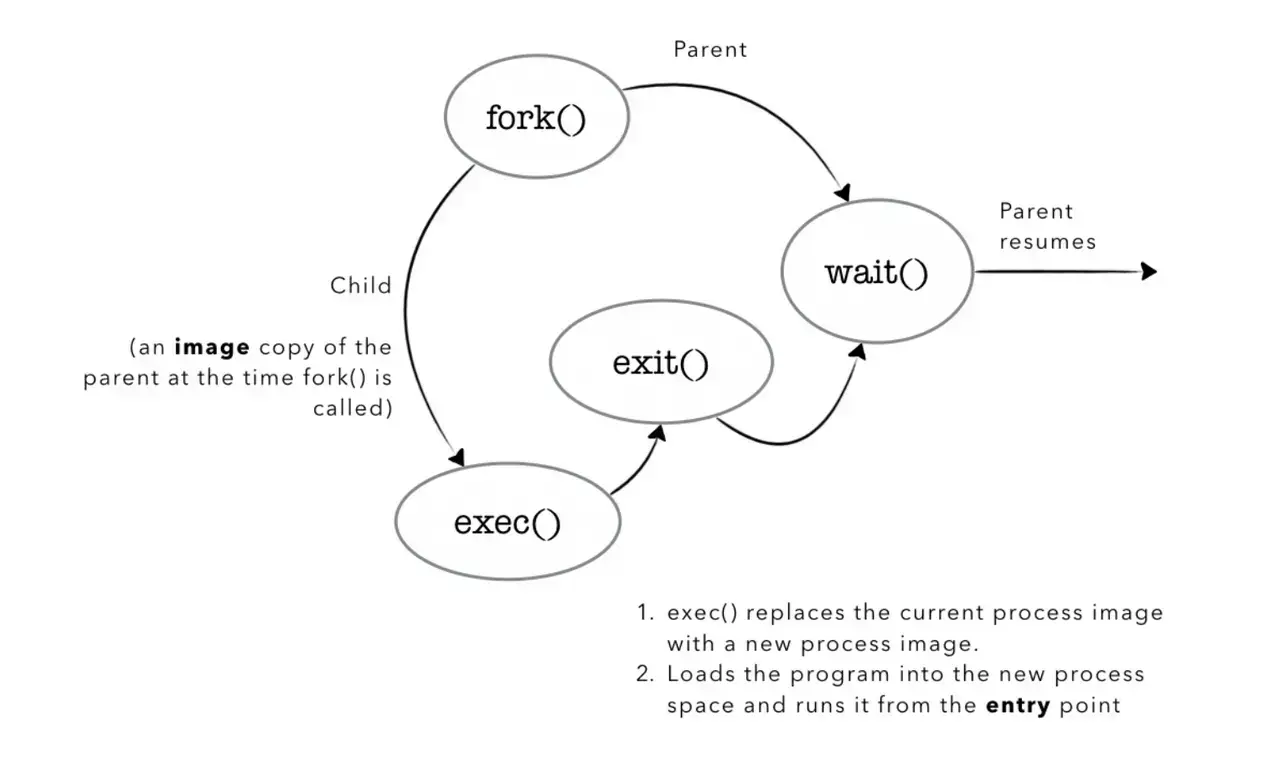 Parent
fork()
Parent
resumes
wait()
Child
(an image copy of the
parent at the time fork() is
called)
exit()
exec()
1. exec() replaces the current process image
with a new process image.
2. Loads the program into the new process
space and runs it from the entry point